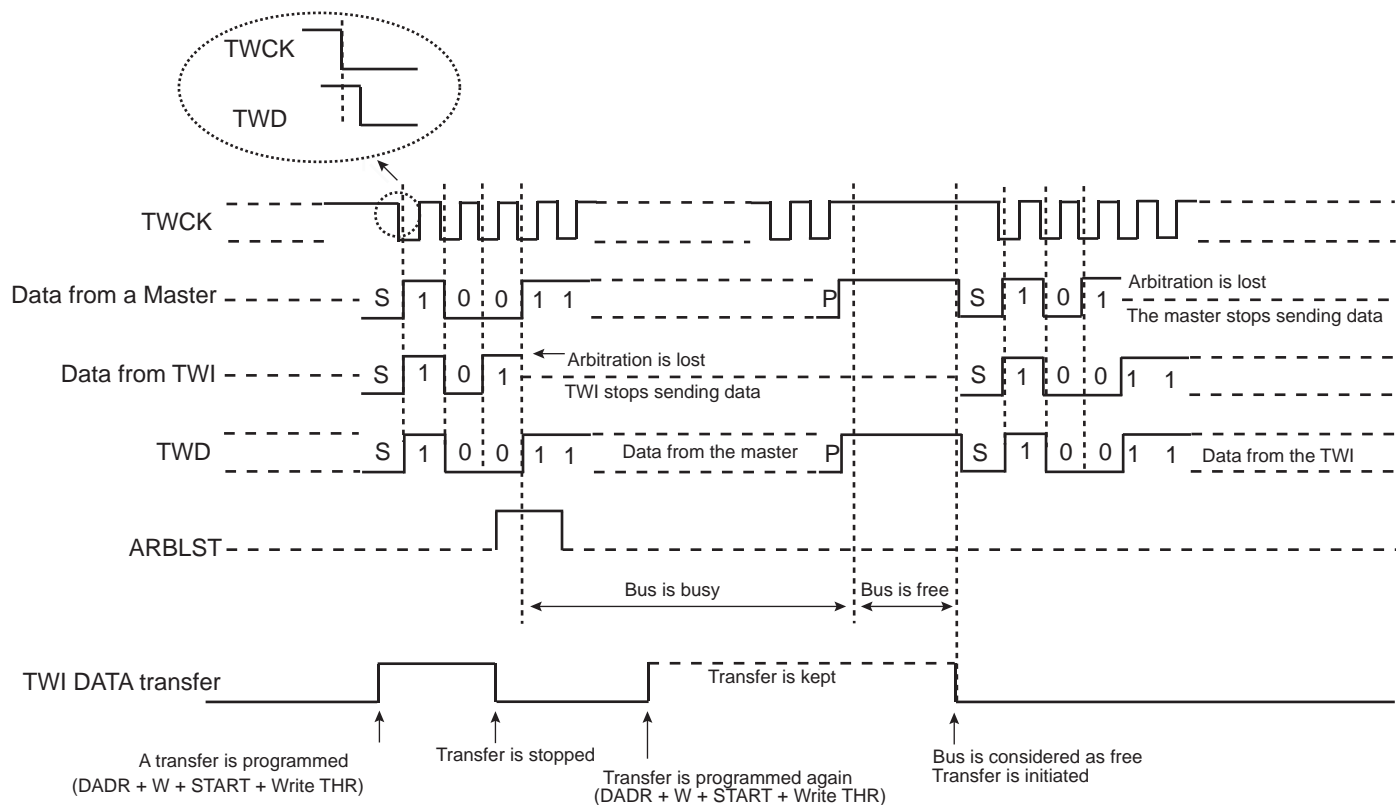 TWCK
TWD
TWCK
Data from a Master S 1 0 0 1 1 P S 1 0 1 Arbitration is lost
The master stops sending data
Data from TWI S 1 0 1 Arbitration is lost S 1 0 0 1 1
TWI stops sending data
TWD S 1 0 0 1 1 Data from the master P S 1 0 0 1 1 Data from the TWI
ARBLST
Bus is busy Bus is free
TWI DATA transfer Transfer is kept
A transfer is programmed
(DADR + W + START + Write THR)
Transfer is stopped
Transfer is programmed again
(DADR + W + START + Write THR)
Bus is considered as free
Transfer is initiated